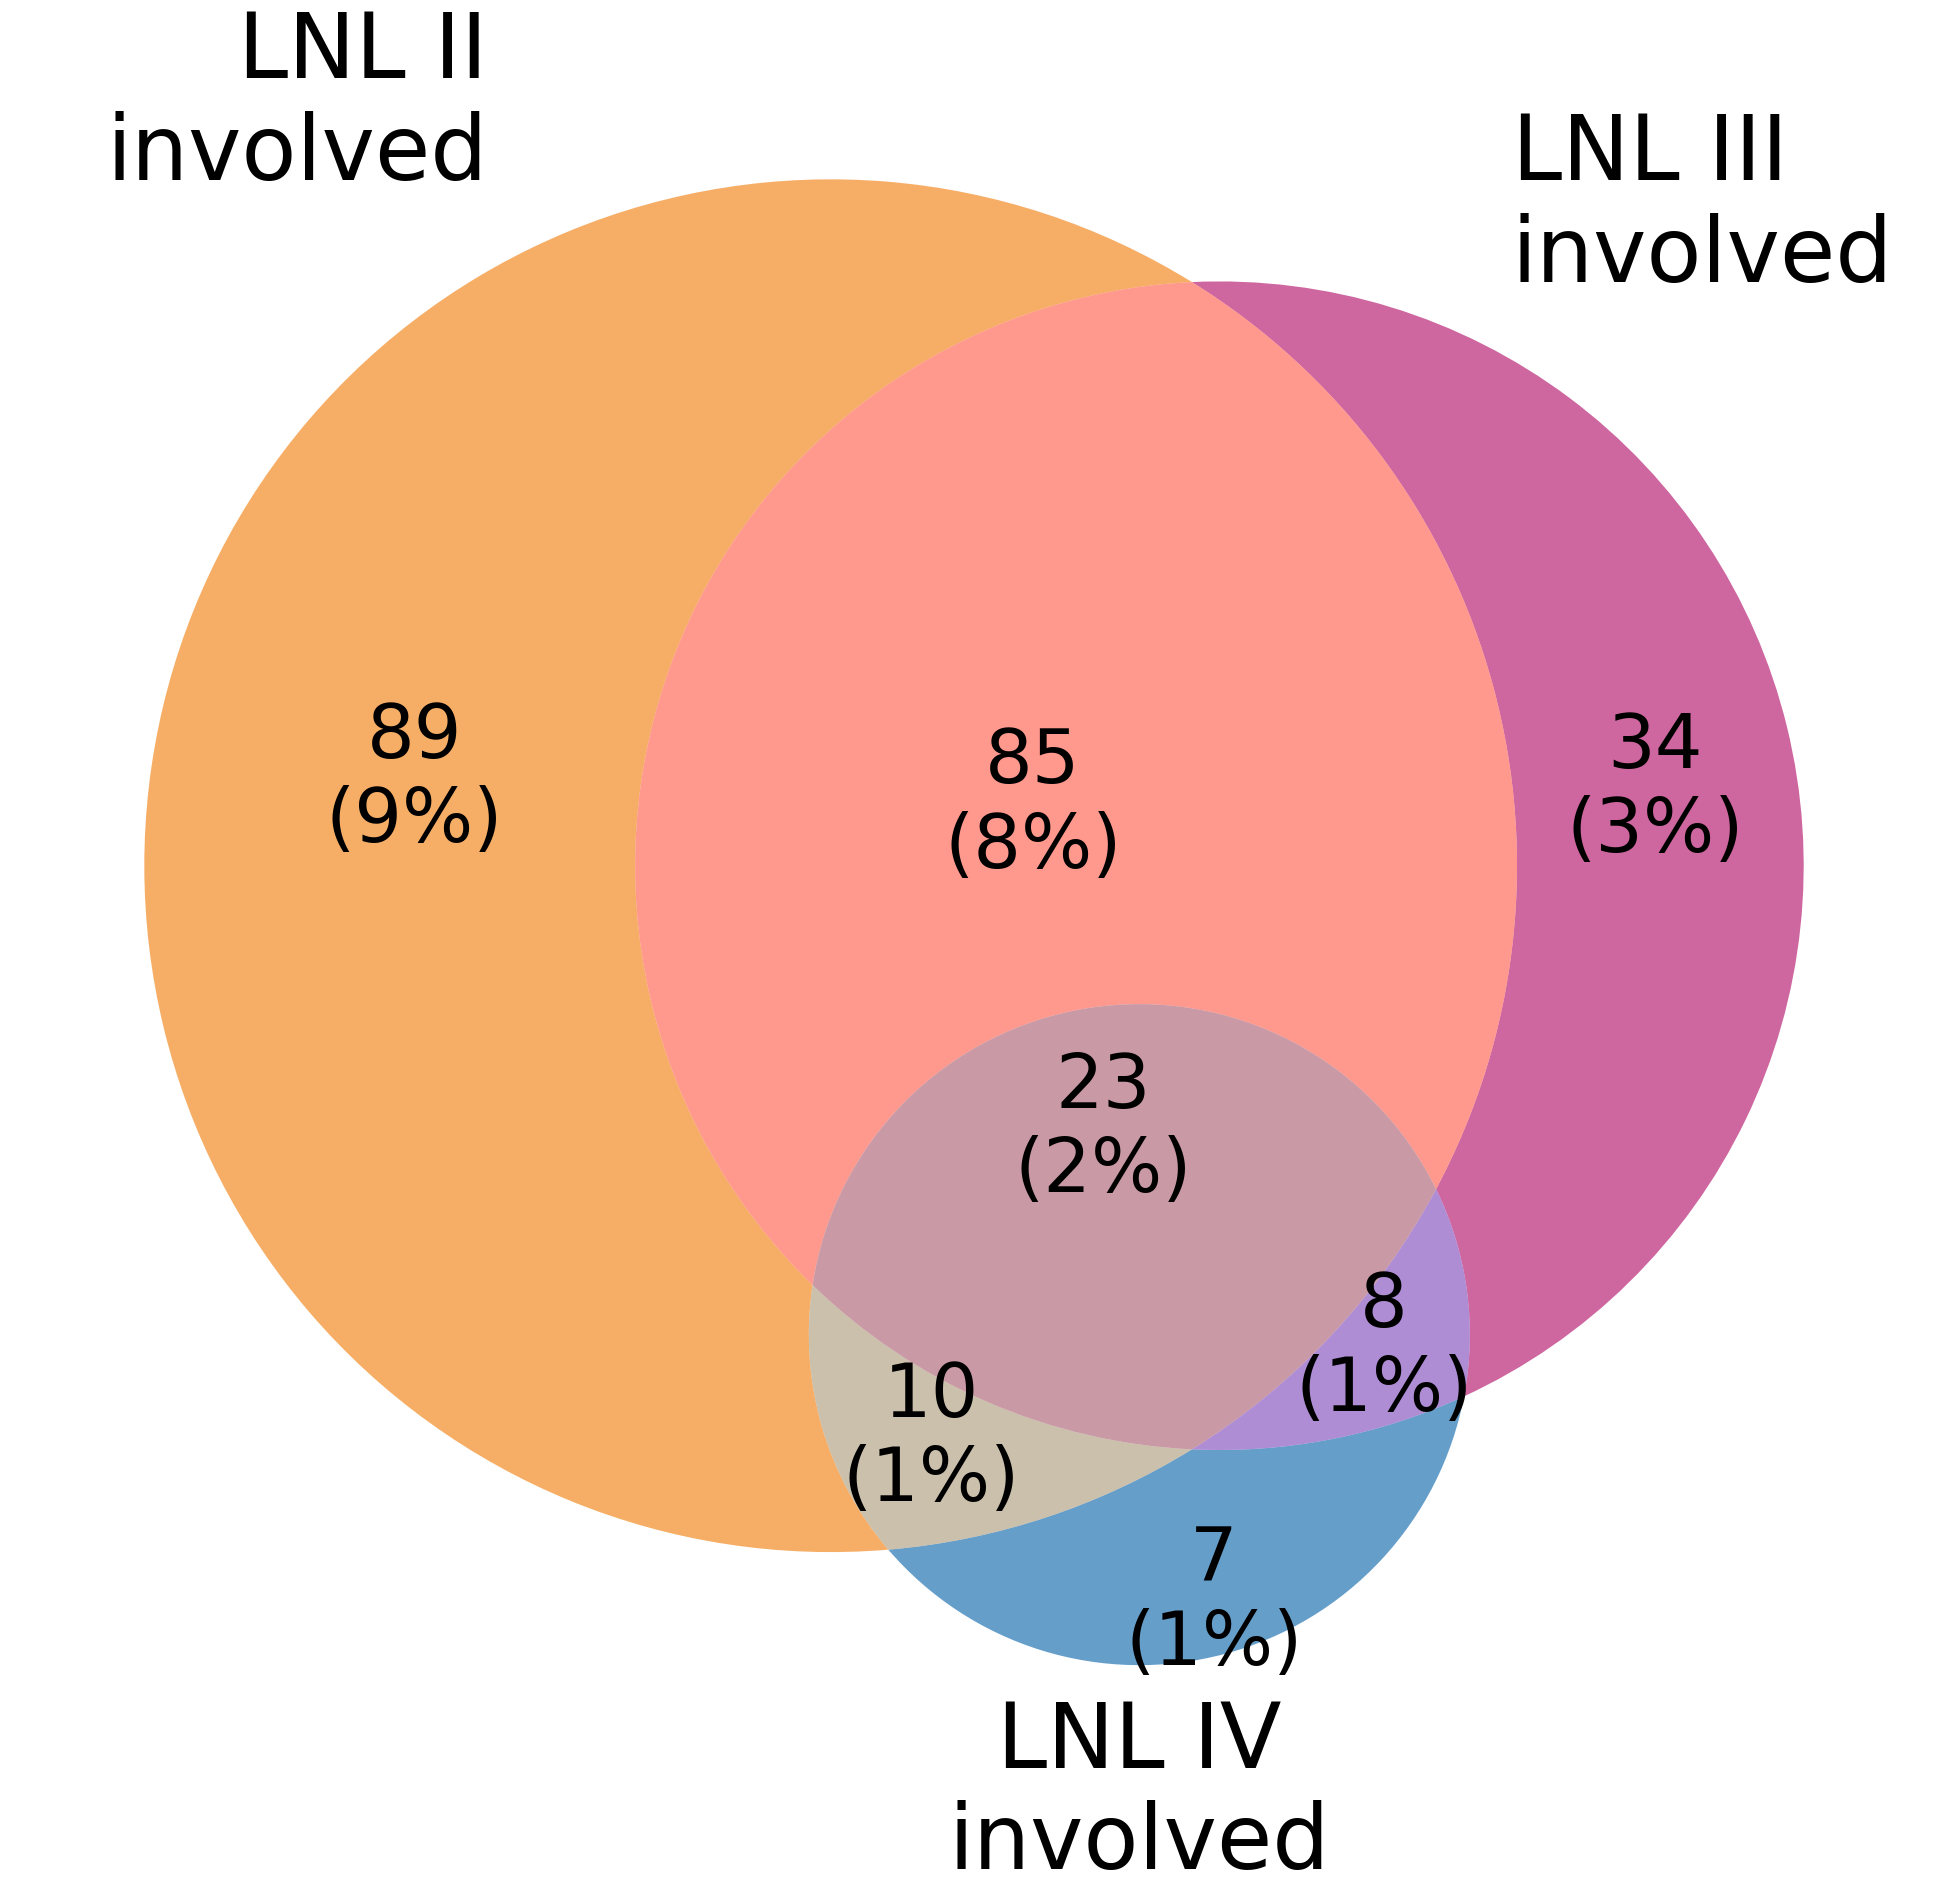 LNL II
involved
LNL III
involved
89
(9%)
85
(8%)
34
(3%)
23
(2%)
8
(1%)
10
(1%)
7
(1%)
LNL IV
involved